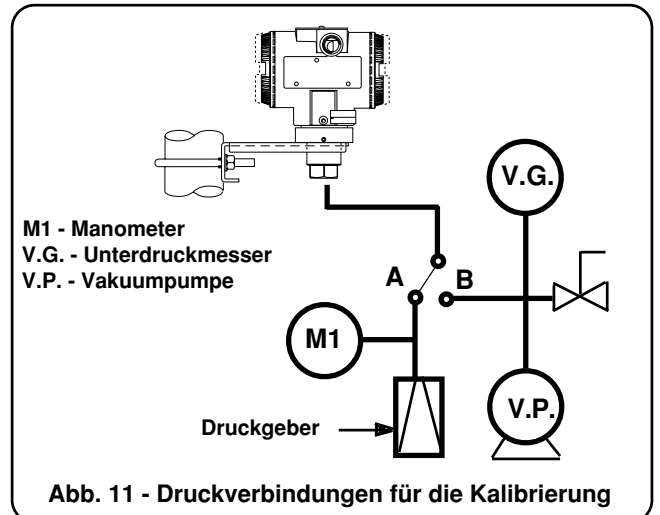 V.G.
M1 - Manometer
V.G. - Unterdruckmesser
V.P. - Vakuumpumpe
A
B
M1
V.P.
Druckgeber
Abb. 11 - Druckverbindungen für die Kalibrierung